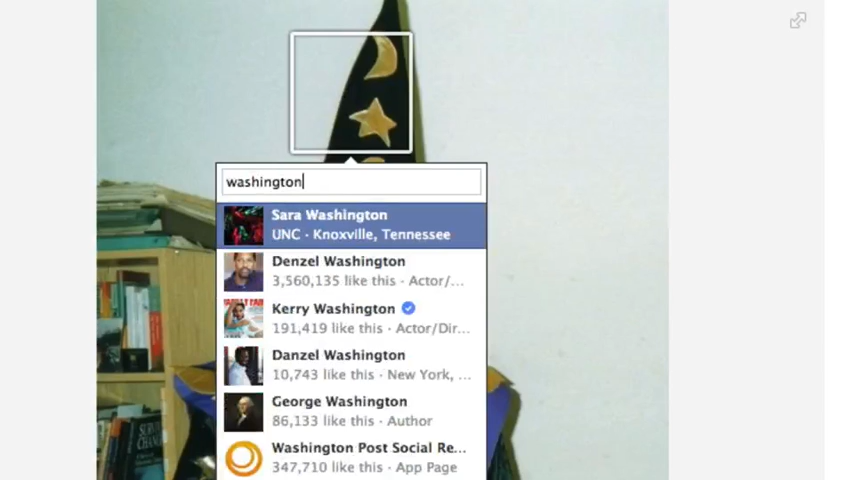 washington
Sara Washington
UNC · Knoxville, Tennessee
Denzel Washington
3,560,135 like this · Actor/...
Kerry Washington
191,419 like this · Actor/Dir...
Danzel Washington
10,743 like this · New York, ...
George Washington
86,133 like this · Author
Washington Post Social Re...
347,710 like this · App Page